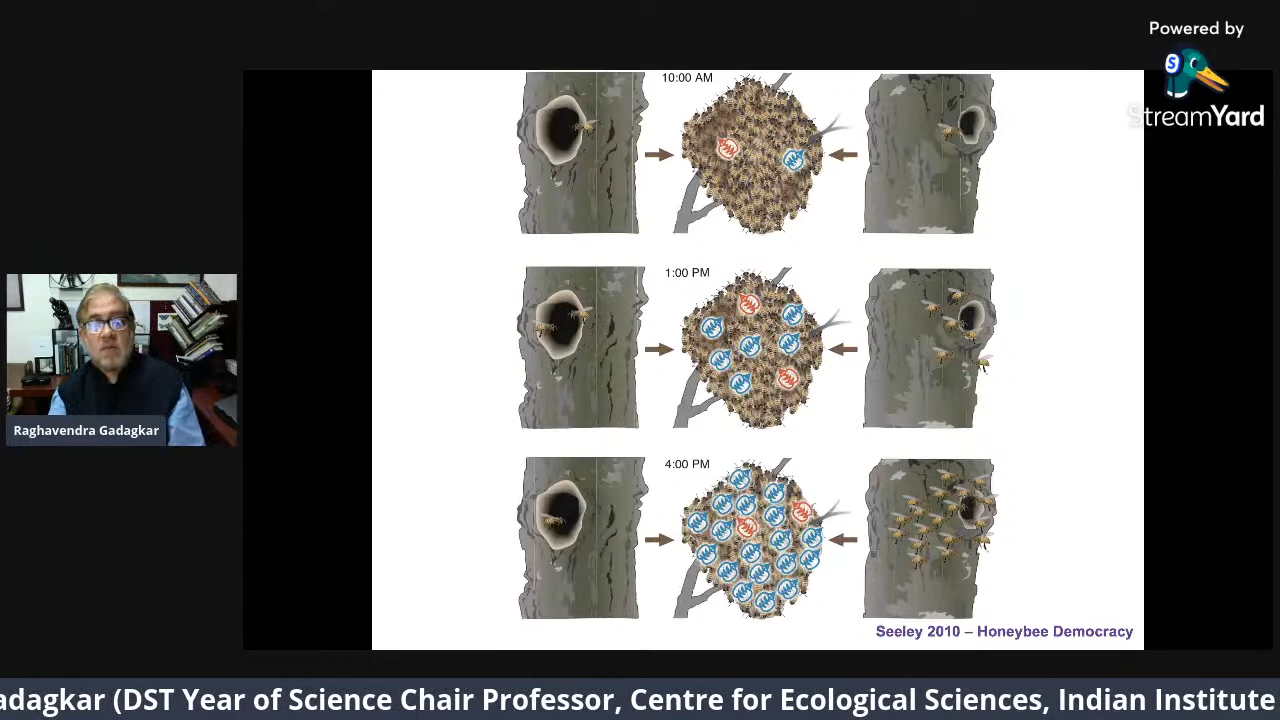 Powered by
S
StreamYard
10:00 AM
1:00 PM
4:00 PM
Raghavendra Gadagkar
Seeley 2010 – Honeybee Democracy
adagkar (DST Year of Science Chair Professor, Centre for Ecological Sciences, Indian Institute